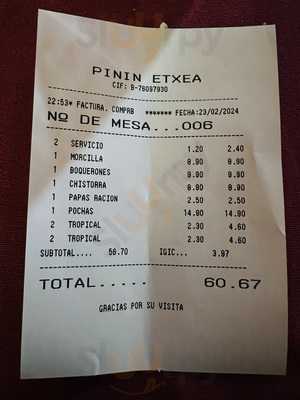 PININ ETXEA
CIF: B-76097930
22:53* FACTURA. COMPRB ******* FECHA:23/02/2024
Nº DE MESA...006
2 SERVICIO 1.20 2.40
1 MORCILLA 8.90 8.90
1 BOQUERONES 9.90 9.90
1 CHISTORRA 8.90 8.90
1 PAPAS RACION 2.50 2.50
1 POCHAS 14.90 14.90
2 TROPICAL 2.30 4.60
2 TROPICAL 2.30 4.60
SUBTOTAL.... 56.70 IGIC... 3.97
TOTAL..... 60.67
GRACIAS POR SU VISITA